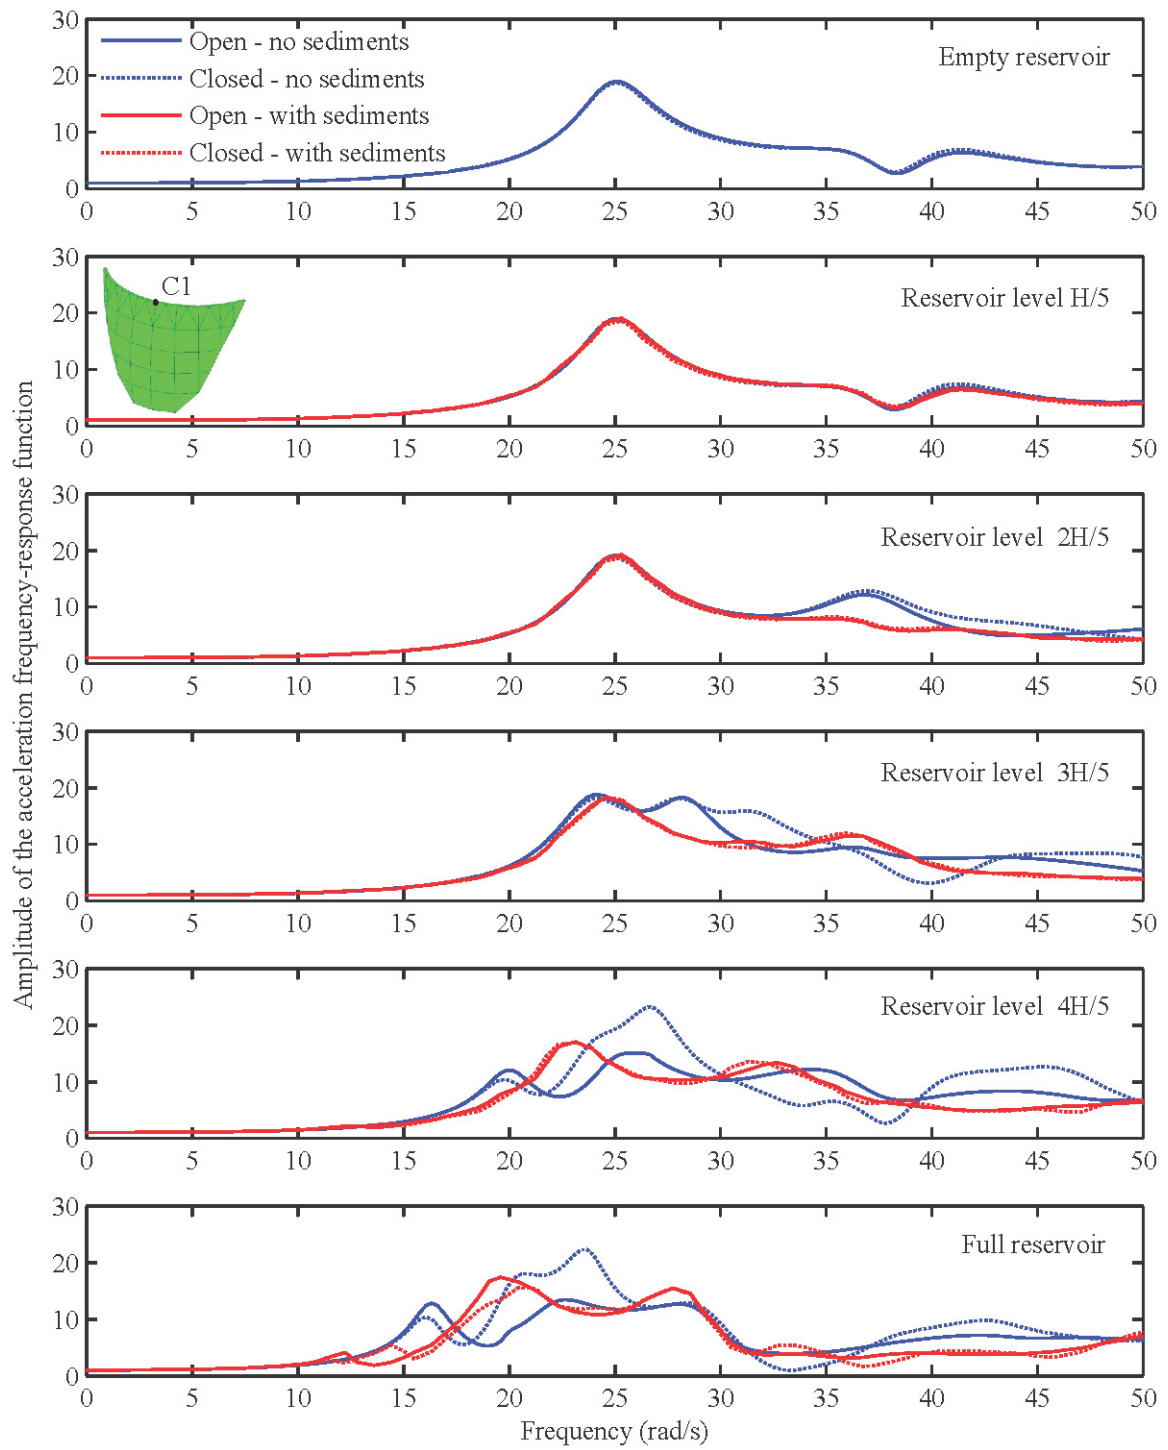 30
Open - no sediments
Empty reservoir
20
Closed - no sediments
Open - with sediments
10
Closed - with sediments
0
0 5 10 15 20 25 30 35 40 45 50
30
C1
Reservoir level H/5
20
10
0
0 5 10 15 20 25 30 35 40 45 50
30
Reservoir level 2H/5
20
10
0
0 5 10 15 20 25 30 35 40 45 50
Amplitude of the acceleration frequency-response function
30
Reservoir level 3H/5
20
10
0
0 5 10 15 20 25 30 35 40 45 50
30
Reservoir level 4H/5
20
10
0
0 5 10 15 20 25 30 35 40 45 50
30
Full reservoir
20
10
0
0 5 10 15 20 25 30 35 40 45 50
Frequency (rad/s)